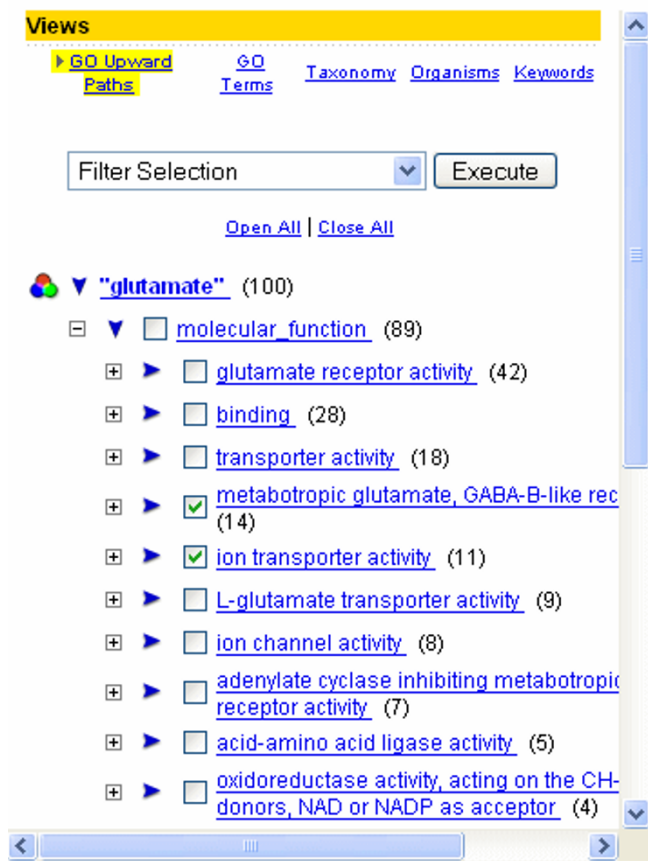 Views
GO Upward GO Taxonomy Organisms Keywords
Paths Terms
Filter Selection Execute
Open All | Close All
"glutamate" (100)
molecular_function (89)
glutamate receptor activity (42)
binding (28)
transporter activity (18)
metabotropic glutamate, GABA-B-like rec
(14)
ion transporter activity (11)
L-glutamate transporter activity (9)
ion channel activity (8)
adenylate cyclase inhibiting metabotropic
receptor activity (7)
acid-amino acid ligase activity (5)
oxidoreductase activity, acting on the CH-
donors, NAD or NADP as acceptor (4)